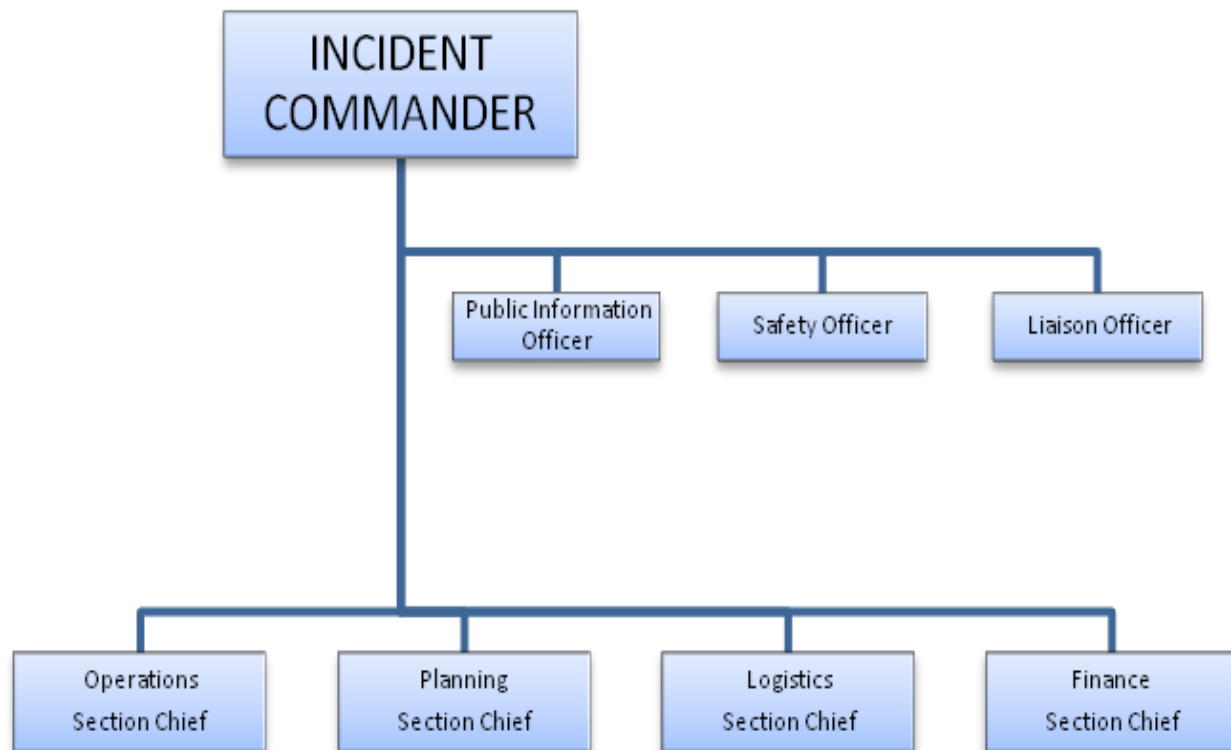 INCIDENT
COMMANDER
Public Information
Officer
Safety Officer
Liaison Officer
Operations
Section Chief
Planning
Section Chief
Logistics
Section Chief
Finance
Section Chief